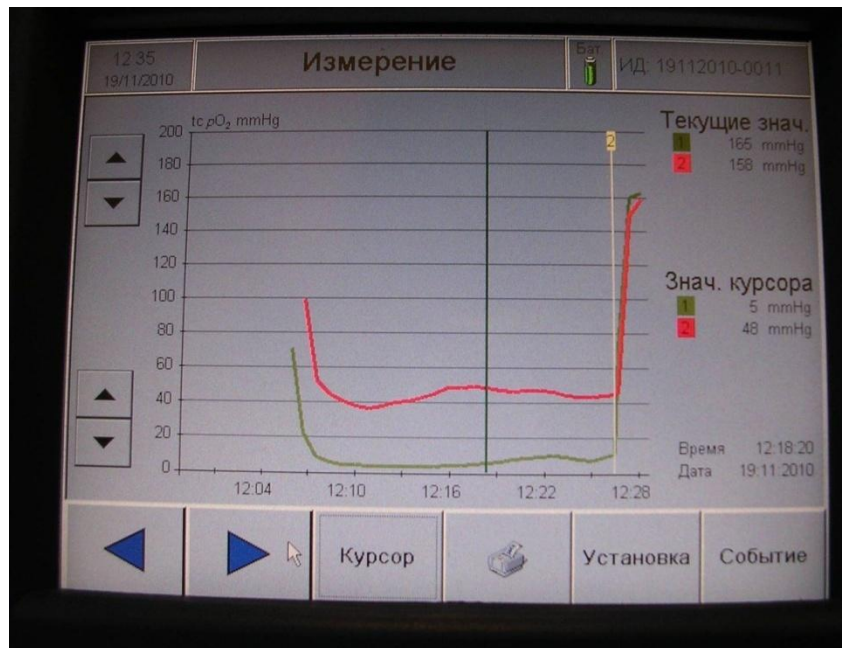 12:35
19/11/2010
Измерение
Бат.
ИД: 19112010-0011
tc pO₂ mmHg
200
180
160
140
120
100
80
60
40
20
0
12:04 12:10 12:16 12:22 12:28
2
Текущие знач.
1 165 mmHg
2 158 mmHg
Знач. курсора
1 5 mmHg
2 48 mmHg
Время 12:18:20
Дата 19.11.2010
Курсор
Установка
Событие